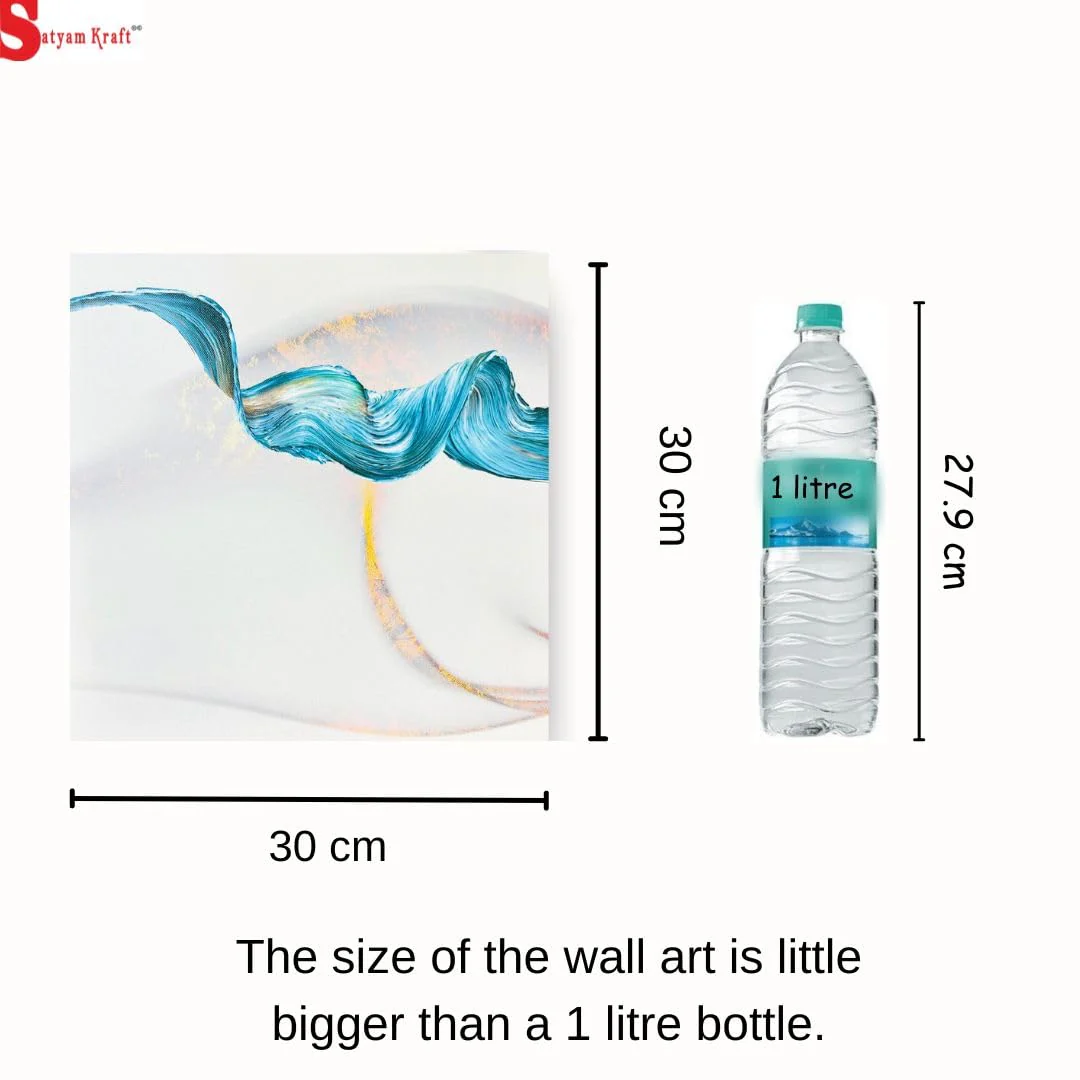 Satyam Kraft
30 cm
1 litre
27.9 cm
30 cm
The size of the wall art is little
bigger than a 1 litre bottle.